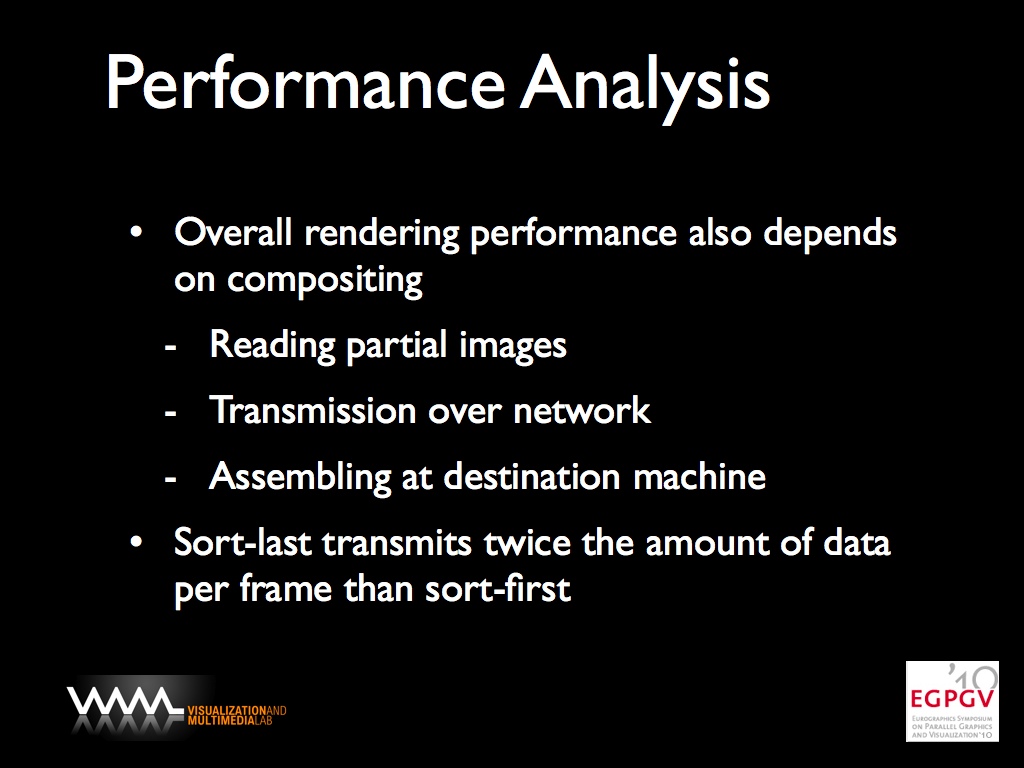 Performance Analysis
• Overall rendering performance also depends
on compositing
- Reading partial images
- Transmission over network
- Assembling at destination machine
• Sort-last transmits twice the amount of data
per frame than sort-first
VISUALIZATIONAND
MULTIMEDIALAB
'10
EGPGV
EUROGRAPHICS SYMPOSIUM
ON PARALLEL GRAPHICS
AND VISUALIZATION'10